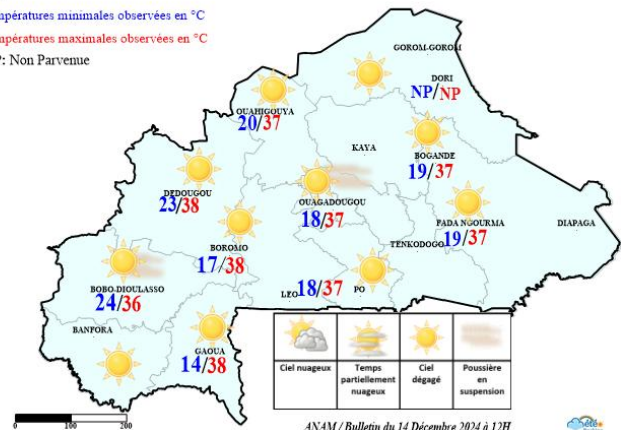 températures minimales observées en °C
températures maximales observées en °C
P: Non Parvenue
GOROM-GOROM
DORI
NP/NP
OUAHIGOUYA
20/37
KAYA
BOGANDE
19/37
DEDOUGOU
23/38
OUAGADOUGOU
18/37
FADA NGOURMA
19/37
DIAPAGA
TENKODOGO
BOROMO
17/38
LEO
18/37
PO
BOBO-DIOULASSO
24/36
BANFORA
GAOUA
14/38
Ciel nuageux
Temps
partiellement
nuageux
Ciel
dégagé
Poussière
en
suspension
0 100 200
ANAM / Bulletin du 14 Décembre 2024 à 12H